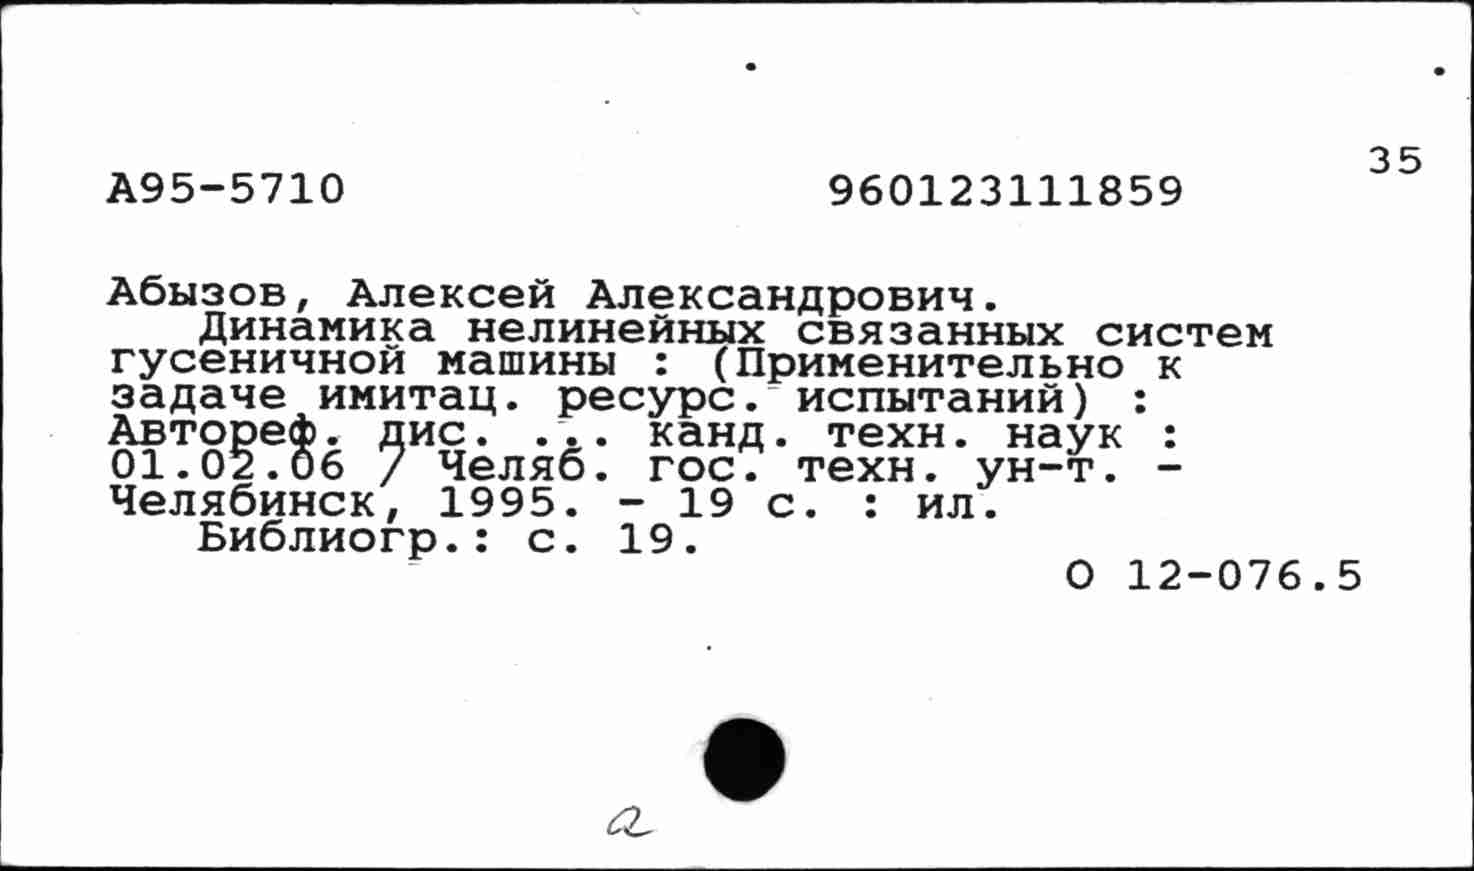 35
А95-5710 960123111859
Абызов, Алексей Александрович.
Динамика нелинейных связанных систем
гусеничной машины : (Применительно к
задаче имитац. ресурс. испытаний) :
Автореф. дис. ... канд. техн. наук :
01.02.06 / Челяб. гос. техн. ун-т. -
Челябинск, 1995. - 19 с. : ил.
Библиогр.: с. 19.
О 12-076.5
а